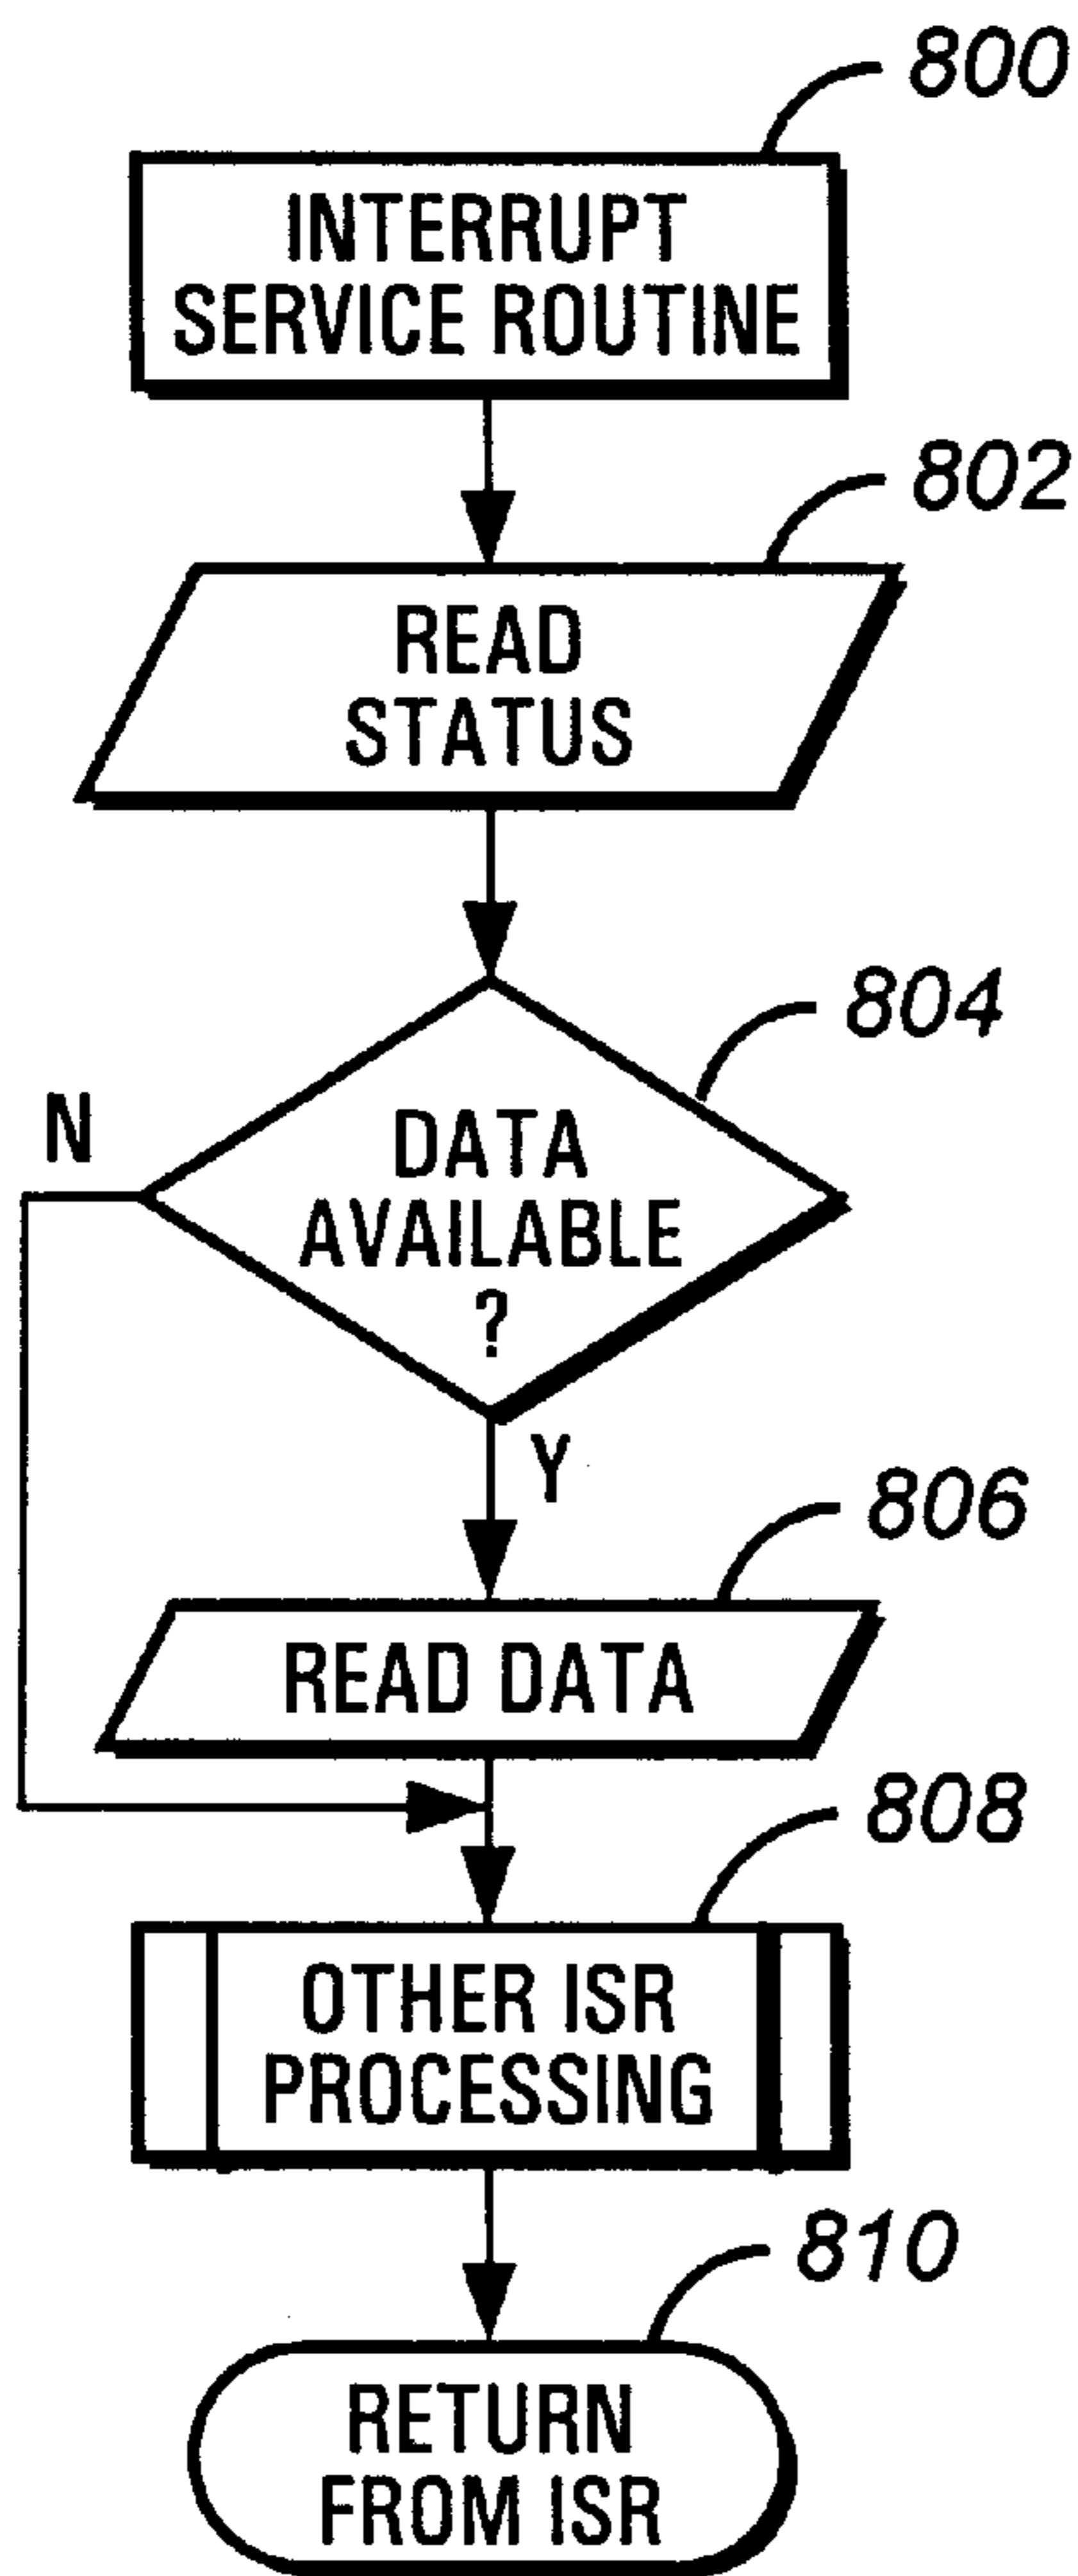 800
INTERRUPT
SERVICE ROUTINE
802
READ
STATUS
804
N
DATA
AVAILABLE
?
Y
806
READ DATA
808
OTHER ISR
PROCESSING
810
RETURN
FROM ISR